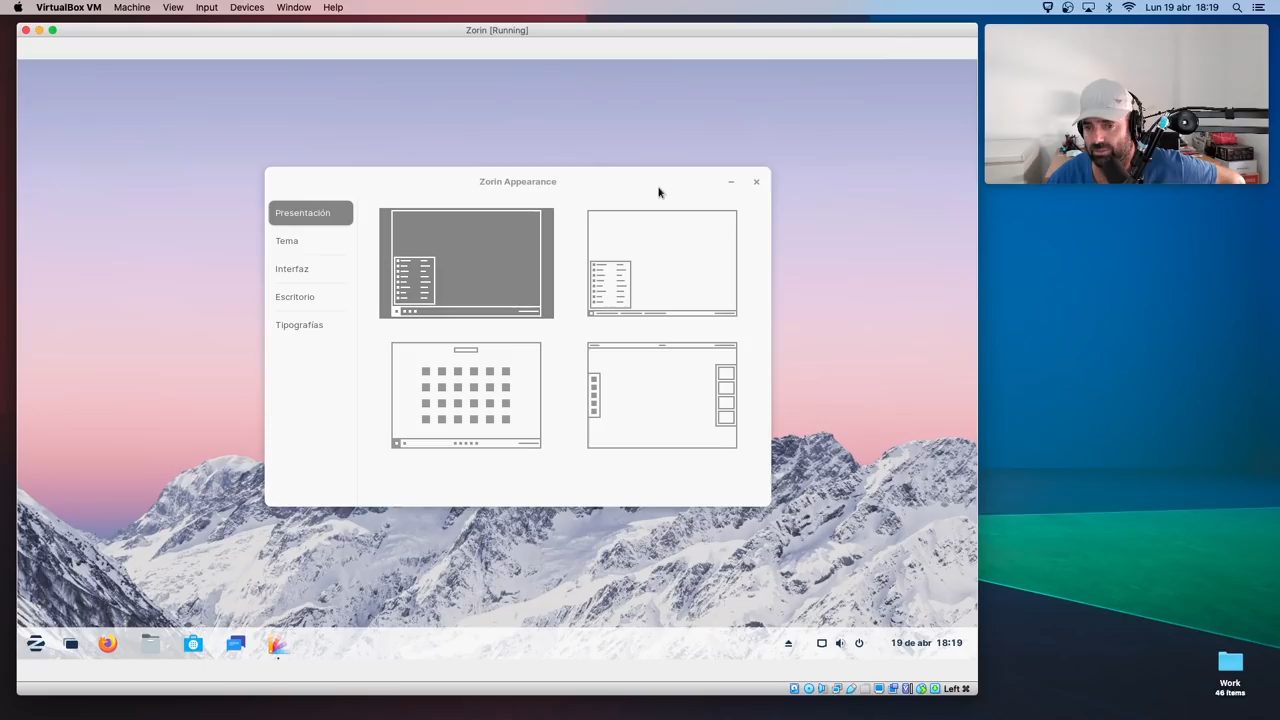 VirtualBox VM Machine View Input Devices Window Help Lun 19 abr 18:19
Zorin [Running]
Zorin Appearance
Presentación
Tema
Interfaz
Escritorio
Tipografías
19 de abr 18:19
Left ⌘
Work
46 items